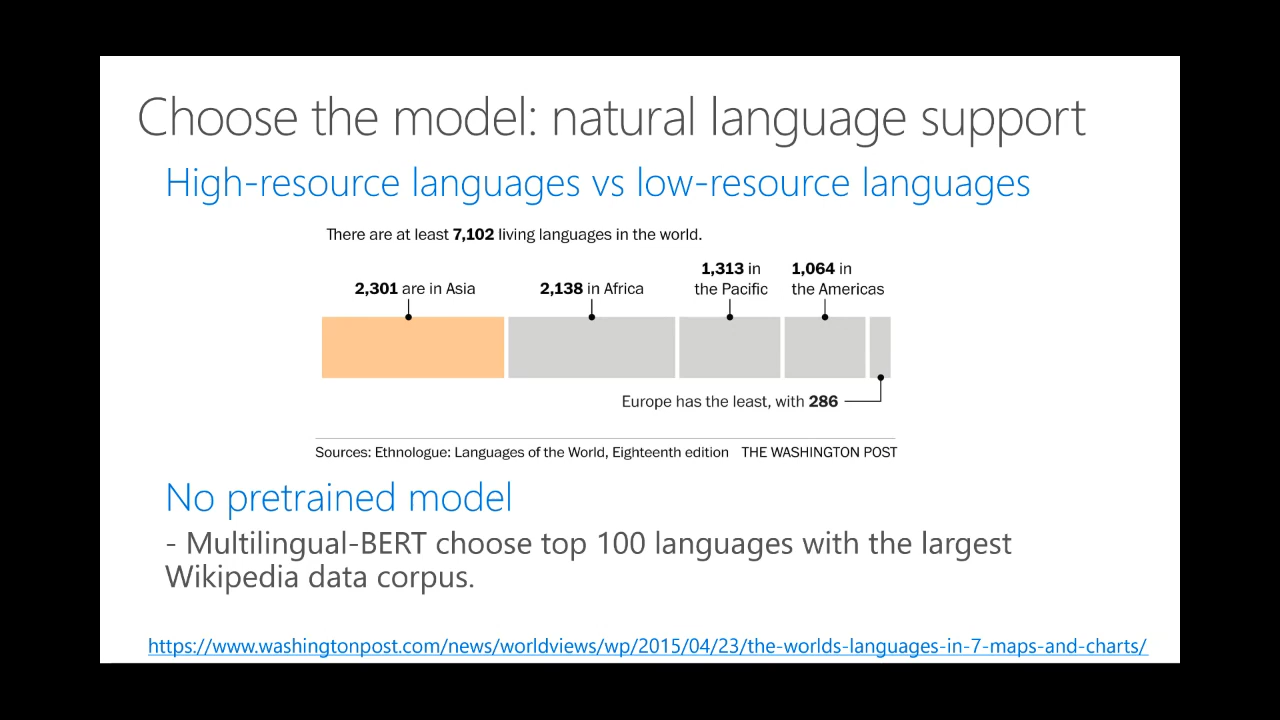 Choose the model: natural language support
High-resource languages vs low-resource languages
There are at least 7,102 living languages in the world.
2,301 are in Asia
2,138 in Africa
1,313 in
the Pacific
1,064 in
the Americas
Europe has the least, with 286
Sources: Ethnologue: Languages of the World, Eighteenth edition THE WASHINGTON POST
No pretrained model
- Multilingual-BERT choose top 100 languages with the largest
Wikipedia data corpus.
https://www.washingtonpost.com/news/worldviews/wp/2015/04/23/the-worlds-languages-in-7-maps-and-charts/